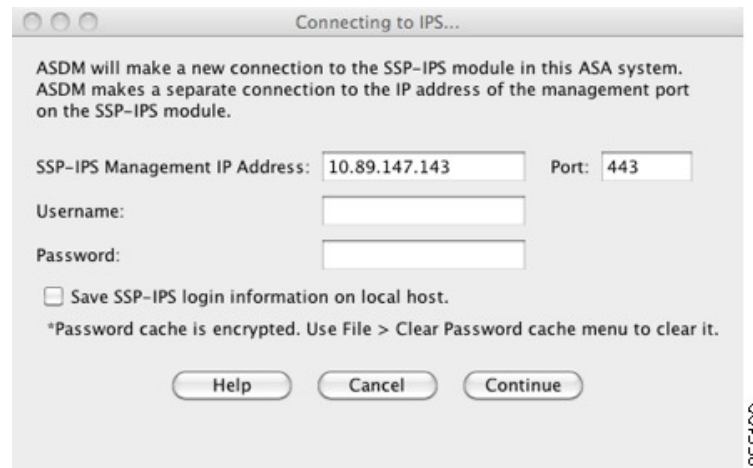 Connecting to IPS...
ASDM will make a new connection to the SSP-IPS module in this ASA system.
ASDM makes a separate connection to the IP address of the management port
on the SSP-IPS module.
SSP-IPS Management IP Address: 10.89.147.143 Port: 443
Username:
Password:
Save SSP-IPS login information on local host.
*Password cache is encrypted. Use File > Clear Password cache menu to clear it.
Help Cancel Continue